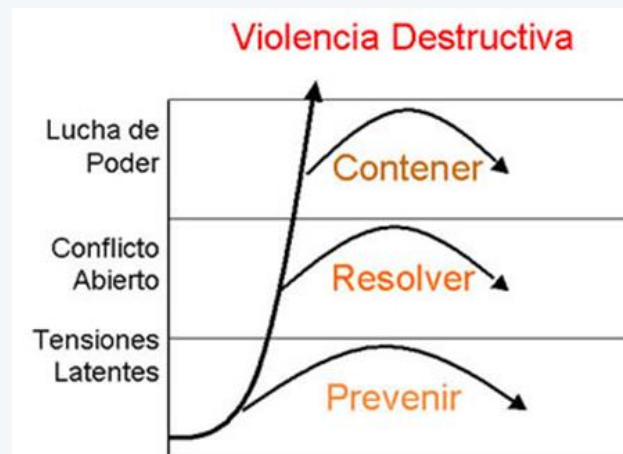 Violencia Destructiva
Lucha de
Poder
Contener
Conflicto
Abierto
Resolver
Tensiones
Latentes
Prevenir